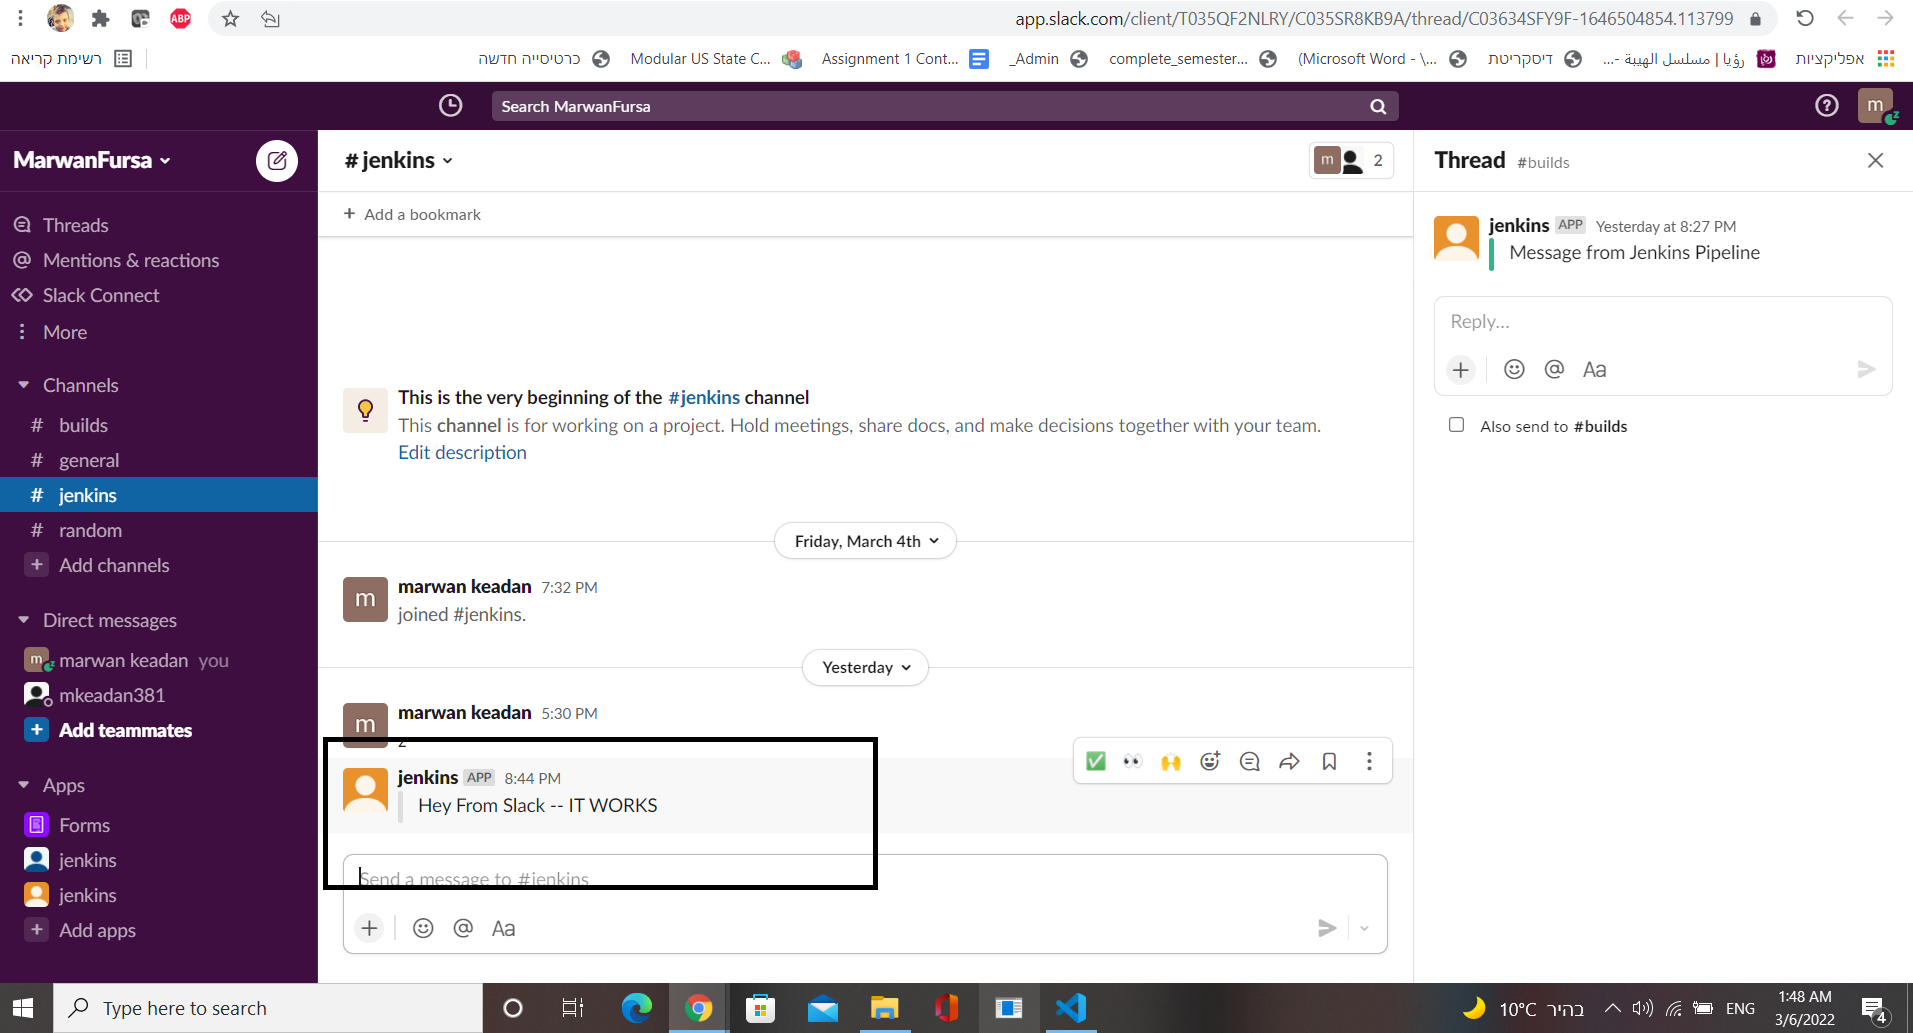 ABP
app.slack.com/client/T035QF2NLRY/C035SR8KB9A/thread/C03634SFY9F-1646504854.113799
רשימת קריאה
כרטיסייה חדשה
Modular US State C...
Assignment 1 Cont...
_Admin
complete_semester...
(Microsoft Word - \...
דיסקריטת
رؤيا | مسلسل الهيبة -...
אפליקציות
Search MarwanFursa
m
MarwanFursa
Threads
Mentions & reactions
Slack Connect
More
Channels
# builds
# general
# jenkins
# random
+ Add channels
Direct messages
m marwan keadan you
mkeadan381
+ Add teammates
Apps
Forms
jenkins
jenkins
+ Add apps
# jenkins
m 2
+ Add a bookmark
This is the very beginning of the #jenkins channel
This channel is for working on a project. Hold meetings, share docs, and make decisions together with your team.
Edit description
Friday, March 4th
m
marwan keadan 7:32 PM
joined #jenkins.
Yesterday
m
marwan keadan 5:30 PM
jenkins APP 8:44 PM
Hey From Slack -- IT WORKS
Send a message to #jenkins
+ @ Aa
Thread #builds
jenkins APP Yesterday at 8:27 PM
Message from Jenkins Pipeline
Reply...
+ @ Aa
Also send to #builds
Type here to search
10°C בהיר
ENG
1:48 AM
3/6/2022
4